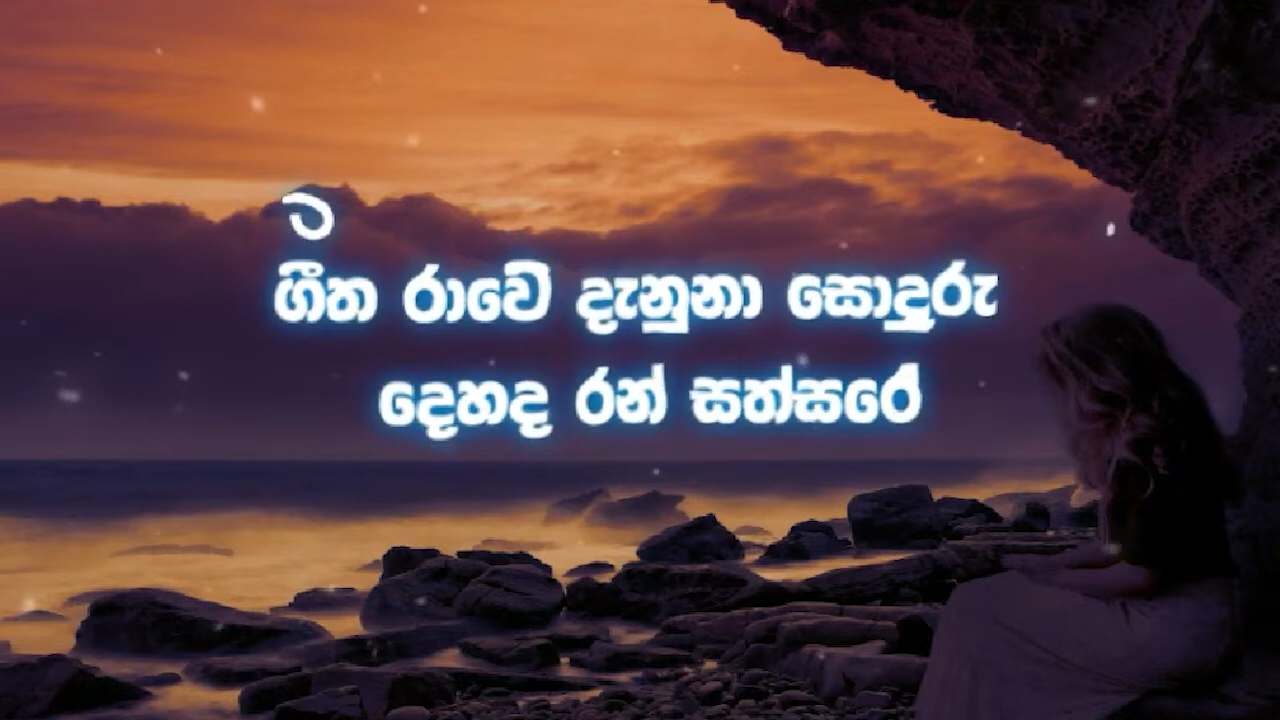 ට
ගීත රාවේ දැනුනා සොඳුරු
දෙහද රන් සත්සරේ